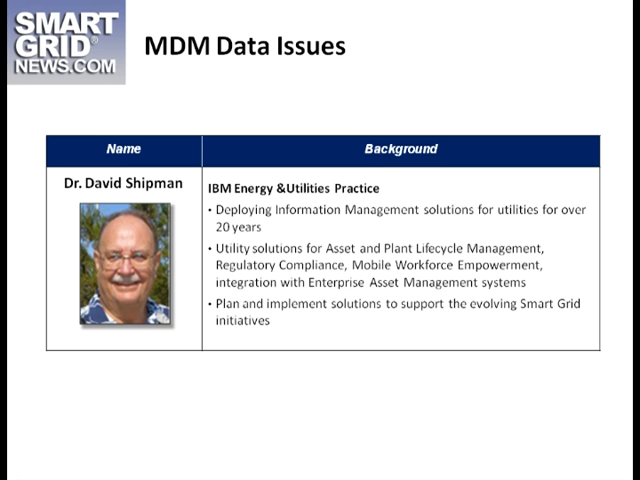 SMART
GRID®
NEWS.COM
MDM Data Issues
Name
Background
Dr. David Shipman
IBM Energy &Utilities Practice
• Deploying Information Management solutions for utilities for over
20 years
• Utility solutions for Asset and Plant Lifecycle Management,
Regulatory Compliance, Mobile Workforce Empowerment,
integration with Enterprise Asset Management systems
• Plan and implement solutions to support the evolving Smart Grid
initiatives